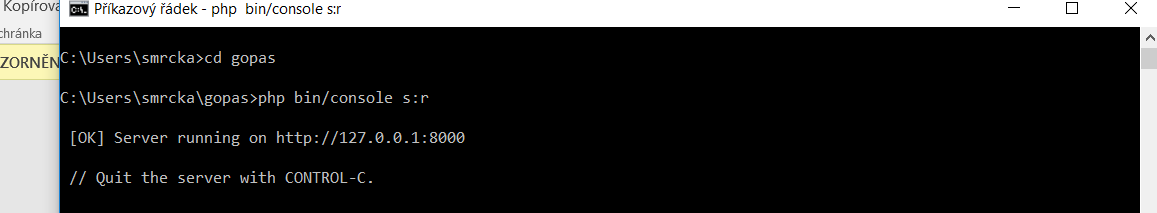 Kopírova
Příkazový řádek - php bin/console s:r
chránka
ZORNĚN
C:\Users\smrcka>cd gopas
C:\Users\smrcka\gopas>php bin/console s:r
[OK] Server running on http://127.0.0.1:8000
// Quit the server with CONTROL-C.